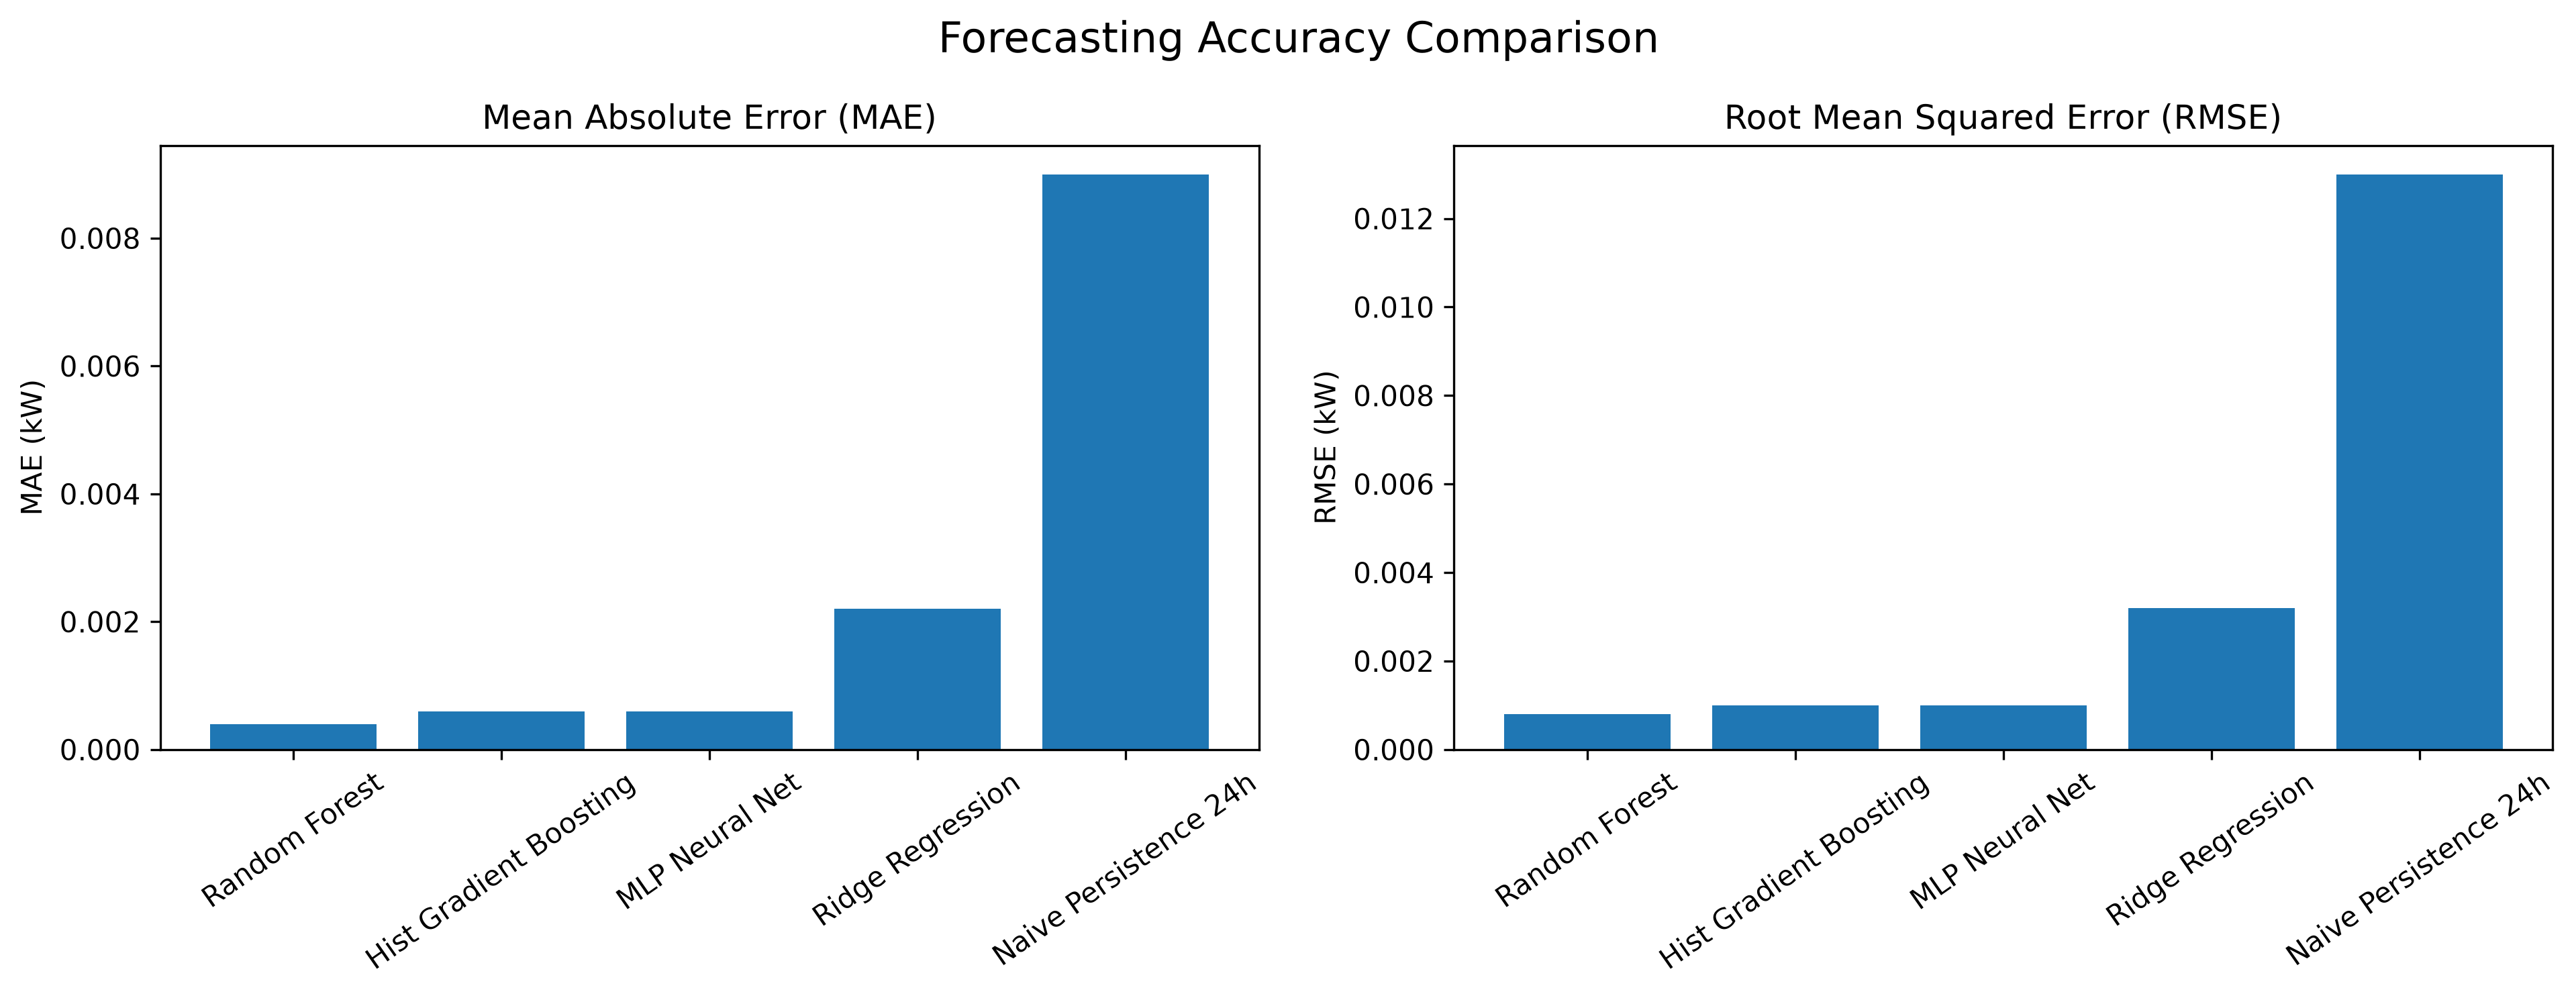 Forecasting Accuracy Comparison
Mean Absolute Error (MAE)
MAE (kW)
0.008
0.006
0.004
0.002
0.000
Random Forest
Hist Gradient Boosting
MLP Neural Net
Ridge Regression
Naive Persistence 24h
Root Mean Squared Error (RMSE)
RMSE (kW)
0.012
0.010
0.008
0.006
0.004
0.002
0.000
Random Forest
Hist Gradient Boosting
MLP Neural Net
Ridge Regression
Naive Persistence 24h